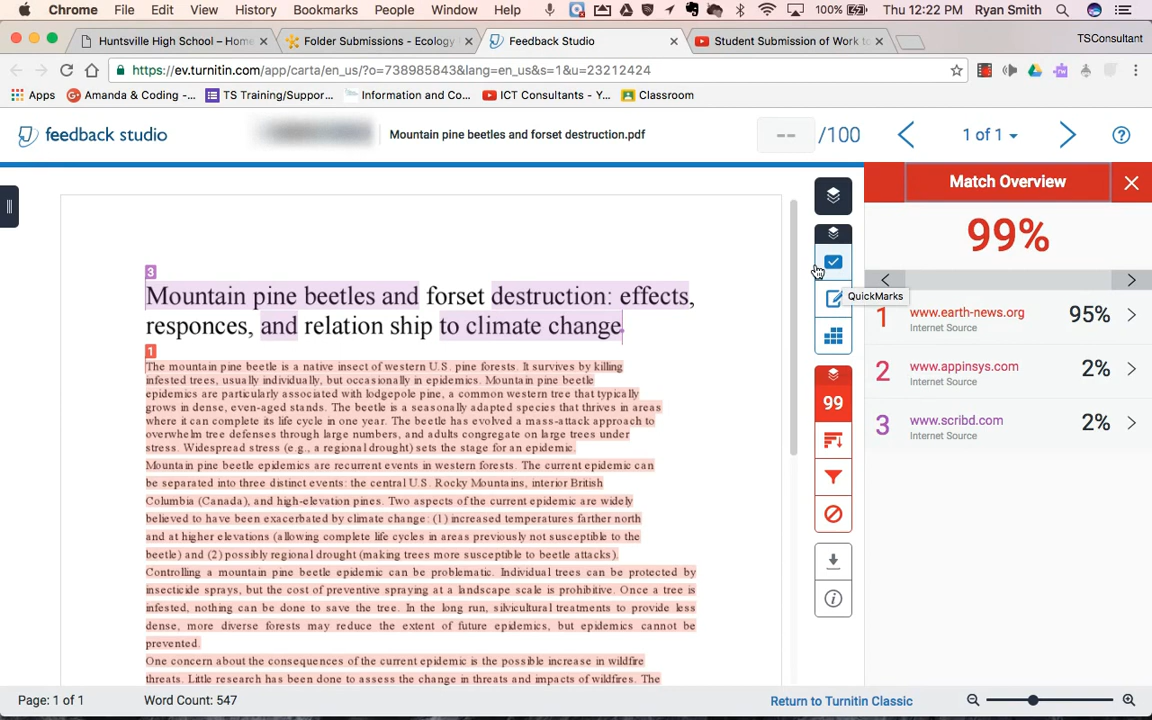 Chrome File Edit View History Bookmarks People Window Help 100% Thu 12:22 PM Ryan Smith
Huntsville High School – Home
Folder Submissions - Ecology
Feedback Studio
Student Submission of Work to
TSConsultant
https://ev.turnitin.com/app/carta/en_us/?o=738985843&lang=en_us&s=1&u=23212424
Apps Amanda & Coding -... TS Training/Suppor... Information and Co... ICT Consultants - Y... Classroom
feedback studio
Mountain pine beetles and forset destruction.pdf
-- /100
1 of 1
Match Overview
99%
3
Mountain pine beetles and forset destruction: effects,
responces, and relation ship to climate change
QuickMarks
1 www.earth-news.org 95%
Internet Source
2 www.appinsys.com 2%
Internet Source
3 www.scribd.com 2%
Internet Source
99
1
The mountain pine beetle is a native insect of western U.S. pine forests. It survives by killing
infested trees, usually individually, but occasionally in epidemics. Mountain pine beetle
epidemics are particularly associated with lodgepole pine, a common western tree that typically
grows in dense, even-aged stands. The beetle is a seasonally adapted species that thrives in areas
where it can complete its life cycle in one year. The beetle has evolved a mass-attack approach to
overwhelm tree defenses through large numbers, and adults congregate on large trees under
stress. Widespread stress (e.g., a regional drought) sets the stage for an epidemic.
Mountain pine beetle epidemics are recurrent events in western forests. The current epidemic can
be separated into three distinct events: the central U.S. Rocky Mountains, interior British
Columbia (Canada), and high-elevation pines. Two aspects of the current epidemic are widely
believed to have been exacerbated by climate change: (1) increased temperatures farther north
and at higher elevations (allowing complete life cycles in areas previously not susceptible to the
beetle) and (2) possibly regional drought (making trees more susceptible to beetle attacks).
Controlling a mountain pine beetle epidemic can be problematic. Individual trees can be protected by
insecticide sprays, but the cost of preventive spraying at a landscape scale is prohibitive. Once a tree is
infested, nothing can be done to save the tree. In the long run, silvicultural treatments to provide less
dense, more diverse forests may reduce the extent of future epidemics, but epidemics cannot be
prevented.
One concern about the consequences of the current epidemic is the possible increase in wildfire
threats. Little research has been done to assess the change in threats and impacts of wildfires. The
Page: 1 of 1
Word Count: 547
Return to Turnitin Classic